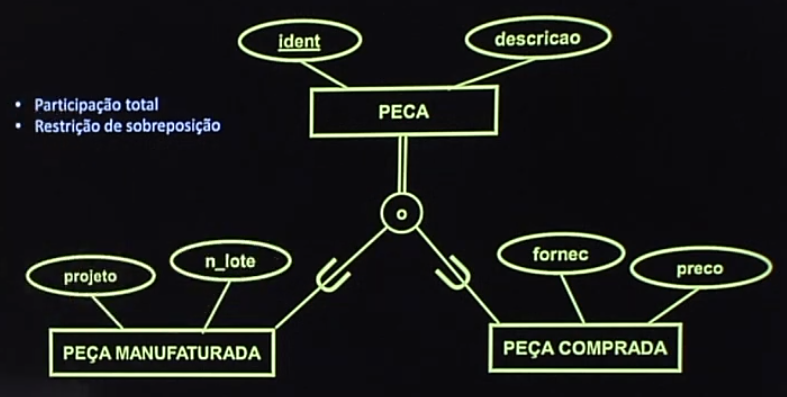 ident
descricao
• Participação total
• Restrição de sobreposição
PECA
o
projeto
n_lote
fornec
preco
PEÇA MANUFATURADA
PEÇA COMPRADA